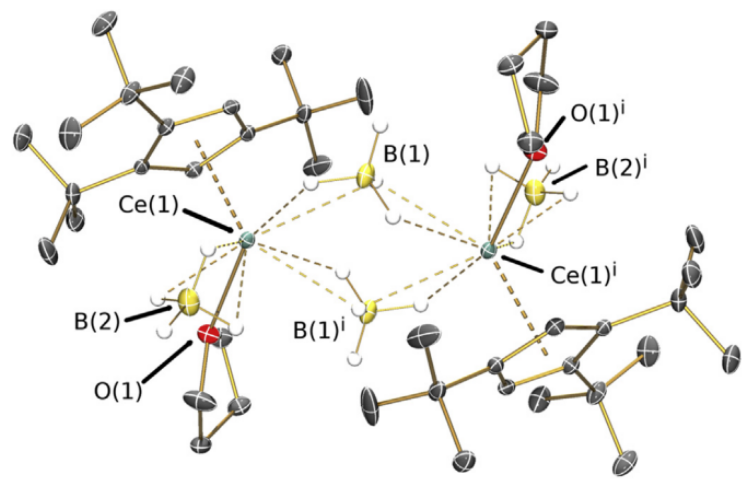 O(1)ⁱ
B(1)
B(2)ⁱ
Ce(1)
Ce(1)ⁱ
B(2)
B(1)ⁱ
O(1)